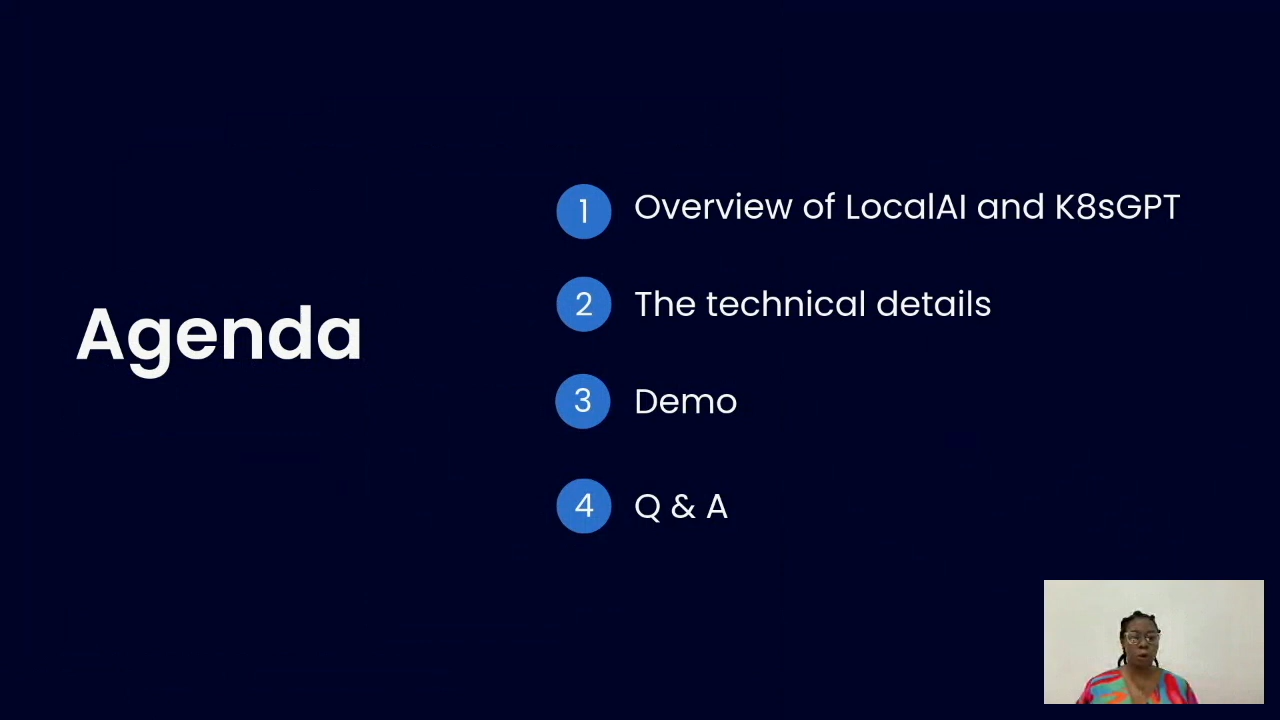 Agenda
1 Overview of LocalAI and K8sGPT
2 The technical details
3 Demo
4 Q & A